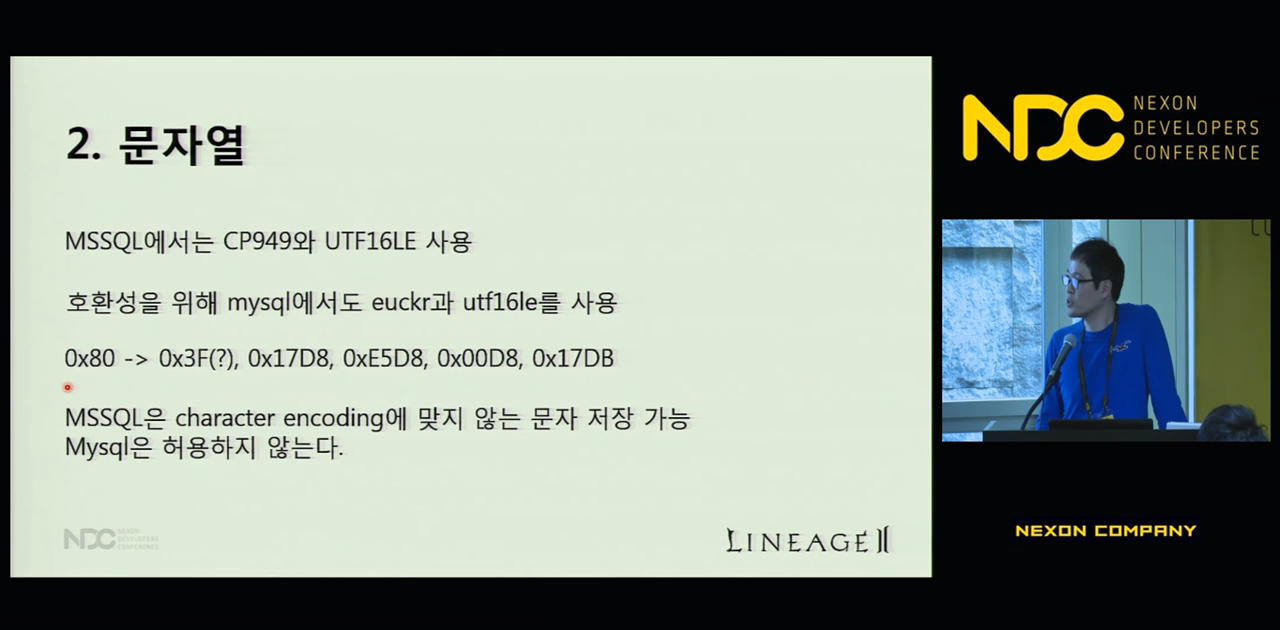 2. 문자열
MSSQL에서는 CP949와 UTF16LE 사용
호환성을 위해 mysql에서도 euckr과 utf16le를 사용
0x80 -> 0x3F(?), 0x17D8, 0xE5D8, 0x00D8, 0x17DB
MSSQL은 character encoding에 맞지 않는 문자 저장 가능
Mysql은 허용하지 않는다.
NDC NEXON
DEVELOPERS
CONFERENCE
LINEAGE II
NDC NEXON
DEVELOPERS
CONFERENCE
NEXON COMPANY